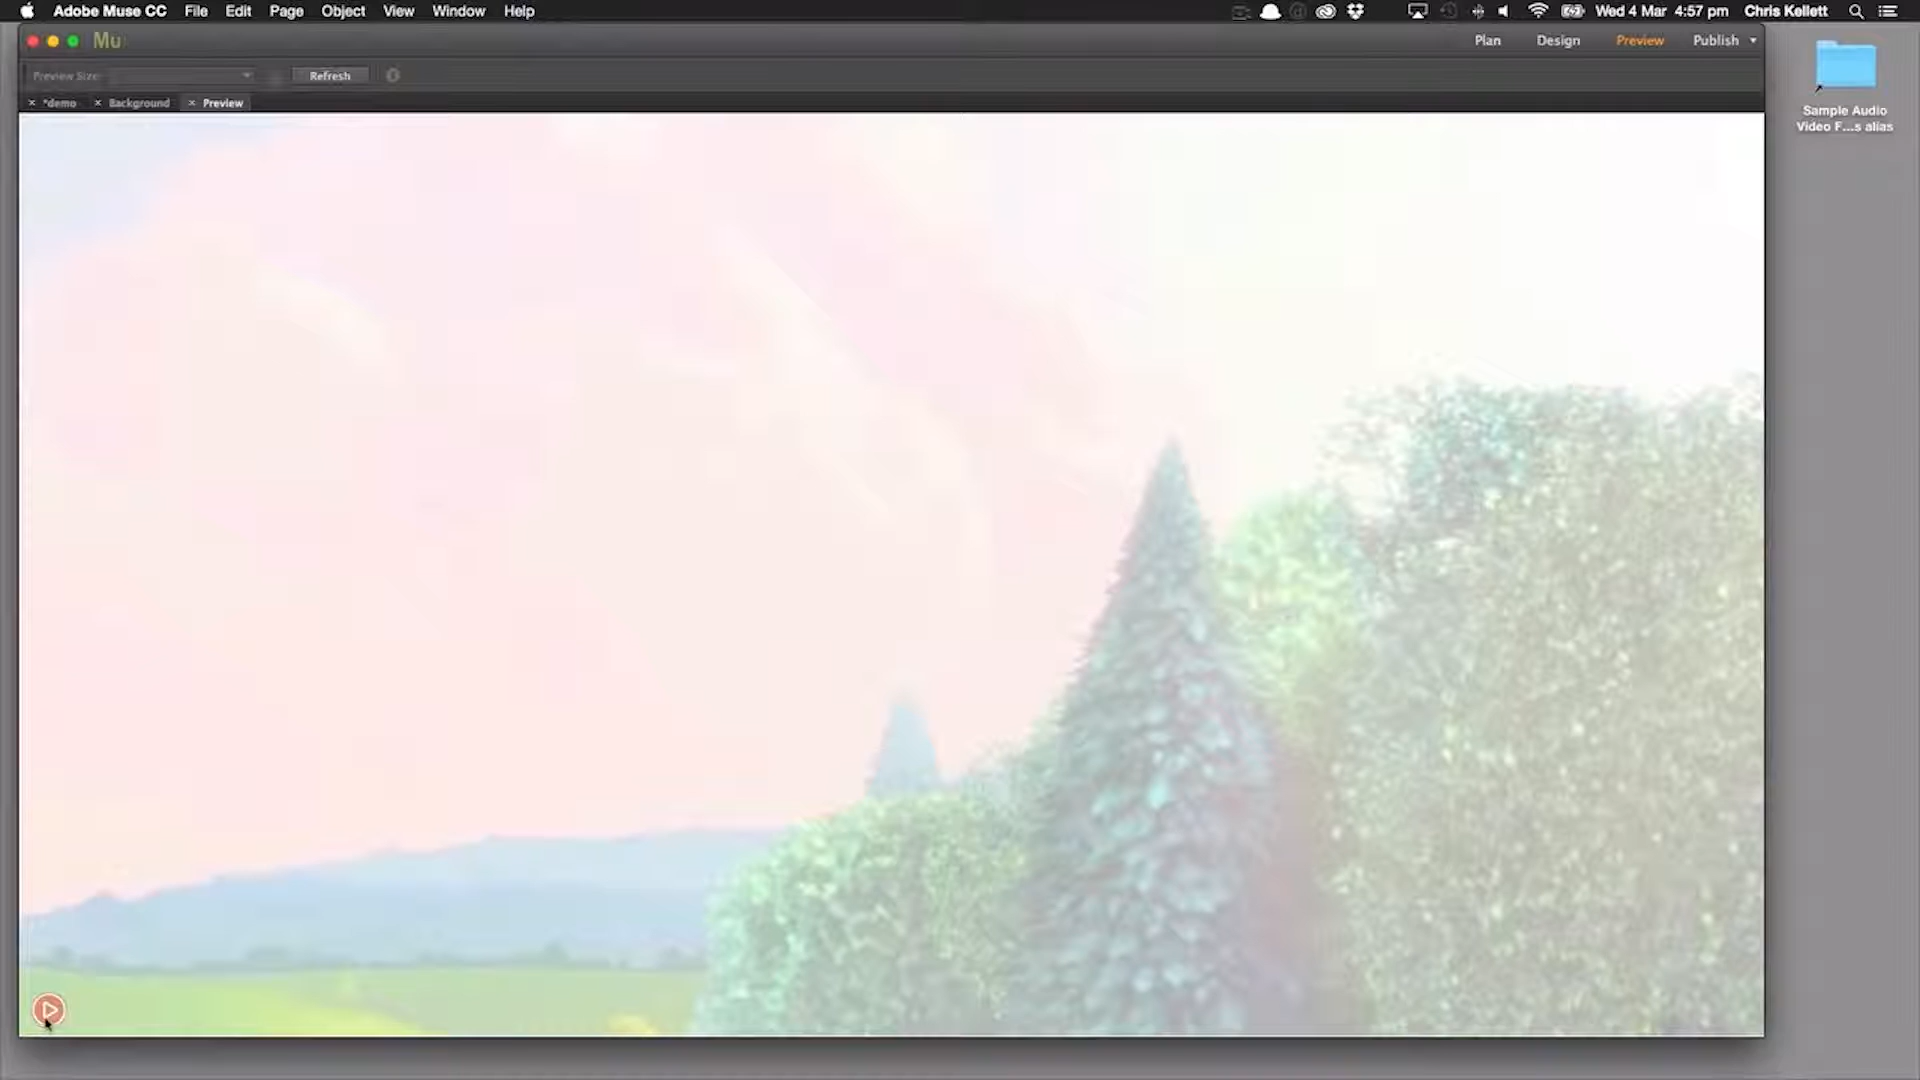 Adobe Muse CC File Edit Page Object View Window Help Wed 4 Mar 4:57 pm Chris Kellett
Mu Plan Design Preview Publish
Preview Size: Refresh
*demo Background Preview
Sample Audio
Video F...s alias